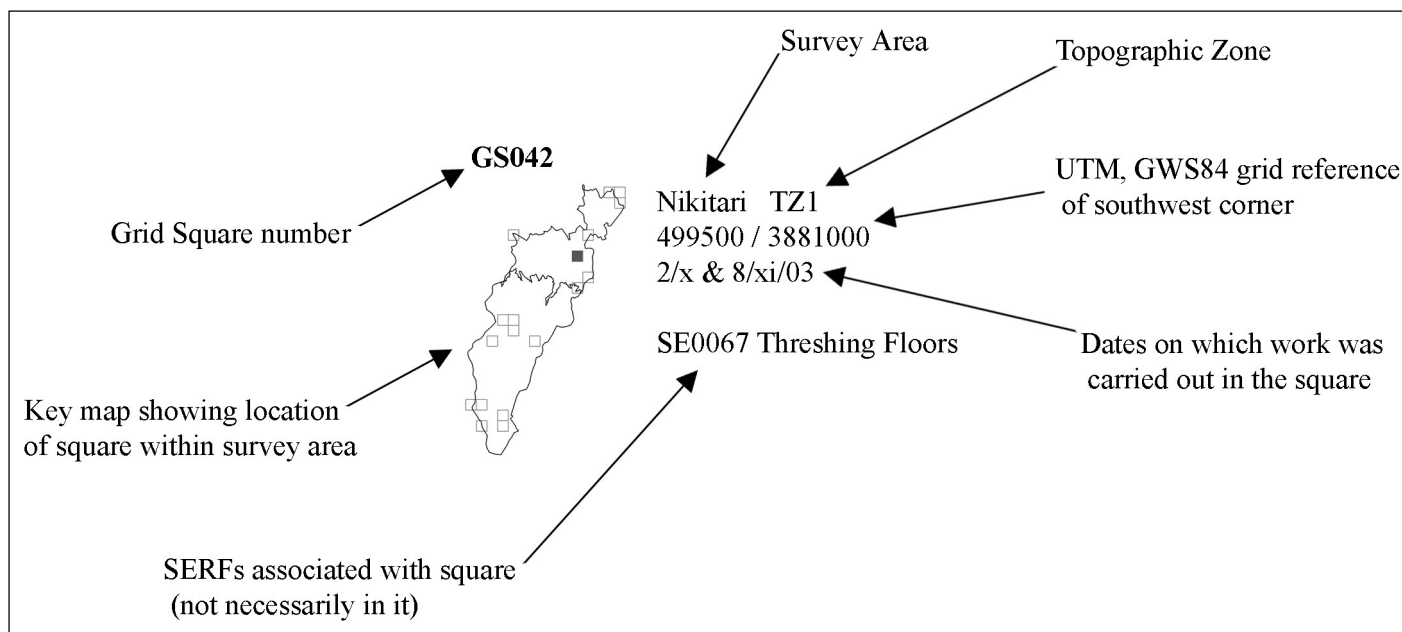 Survey Area
Topographic Zone
GS042
UTM, GWS84 grid reference
of southwest corner
Nikitari TZ1
499500 / 3881000
2/x & 8/xi/03
Grid Square number
SE0067 Threshing Floors
Dates on which work was
carried out in the square
Key map showing location
of square within survey area
SERFs associated with square
(not necessarily in it)